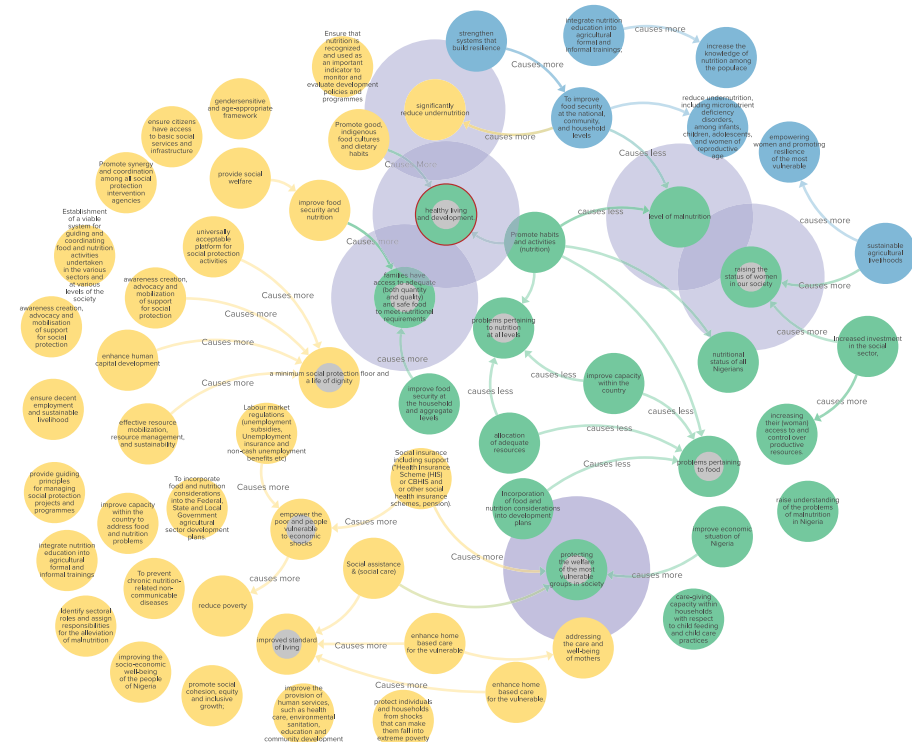 Ensure that
nutrition is
recognized
and used as
an important
indicator to
monitor and
evaluate development
policies and
programmes
strengthen
systems that
build resilience
integrate nutrition
education into
agricultural
formal and
informal trainings,
causes more
increase the
knowledge of
nutrition among
the populace
Causes more
gendersensitive
and age-appropriate
framework
significantly
reduce undernutrition
To improve
food security
at the national,
community,
and household
levels
reduce undernutrition,
including micronutrient
deficiency
disorders,
among infants,
children, adolescents,
and women of
reproductive
age
ensure citizens
have access
to basic social
services and
infrastructure
Promote good,
indigenous
food cultures
and dietary
habits
causes more
empowering
women and promoting
resilience
of the most
vulnerable
Causes less
Causes More
Promote synergy
and coordination
among all social
protection
intervention
agencies
provide social
welfare
improve food
security and
nutrition
healthy living
and development.
causes less
level of malnutrition
causes more
Establishment
of a viable
system for
guiding and
coordinating
food and nutrition
activities
undertaken
in the various
sectors and
at various
levels of the
society
universally
acceptable
platform for
social protection
activities
Causes more
Promote habits
and activities
(nutrition)
sustainable
agricultural
livelihoods
families have
access to adequate
(both quantity
and quality)
and safe food
to meet nutritional
requirements
raising the
status of women
in our society
Causes more
awareness creation,
advocacy and
mobilization
of support
for social
protection
Causes more
awareness creation,
advocacy and
mobilisation
of support
for social
protection
Causes more
problems pertaining
to nutrition
at all levels
causes more
Increased investment
in the social
sector,
enhance human
capital development
Causes more
causes more
nutritional
status of all
Nigerians
a minimum social protection floor and
a life of dignity
ensure decent
employment
and sustainable
livelihood
effective resource
mobilization,
resource management,
and sustainability
improve food
security at
the household
and aggregate
levels
causes less
improve capacity
within the
country
causes less
causes more
increasing
their (woman)
access to and
control over
productive
resources
Labour market
regulations
(unemployment
subsidies,
Unemployment
insurance and
non-cash unemployment
benefits etc)
allocation
of adequate
resources
causes less
Social insurance
including support
("Health Insurance
Scheme (HIS)
or CBHIS and
or other social
health insurance
schemes, pension).
Causes less
problems pertaining
to food
provide guiding
principles
for managing
social protection
projects and
programmes
To incorporate
food and nutrition
considerations
into the Federal,
State and Local
Government
agricultural
sector development
plans
causes more
Incorporation
of food and
nutrition considerations
into development
plans
raise understanding
of the problems
of malnutrition
in Nigeria
improve capacity
within the
country to
address food
and nutrition
problems
empower the
poor and people
vulnerable
to economic
shocks
Causes more
improve economic
situation of
Nigeria
integrate nutrition
education into
agricultural
formal and
informal trainings
Causes more
protecting
the welfare
of the most
vulnerable
groups in society
causes more
To prevent
chronic nutrition-
related non-
communicable
diseases
causes more
Social assistance
& (social care)
reduce poverty
care-giving
capacity within
households
with respect
to child feeding
and child care
practices
Identify sectoral
roles and assign
responsibilities
for the alleviation
of malnutrition
improved standard
of living
Causes more
enhance home
based care
for the vulnerable
addressing
the care and
well-being
of mothers
improving the
socio-economic
well-being
of the people
of Nigeria
Causes more
promote social
cohesion, equity
and inclusive
growth;
enhance home
based care
for the vulnerable.
improve the
provision of
human services,
such as health
care, environmental
sanitation,
education and
community development
protect individuals
and households
from shocks
that can make
them fall into
extreme poverty